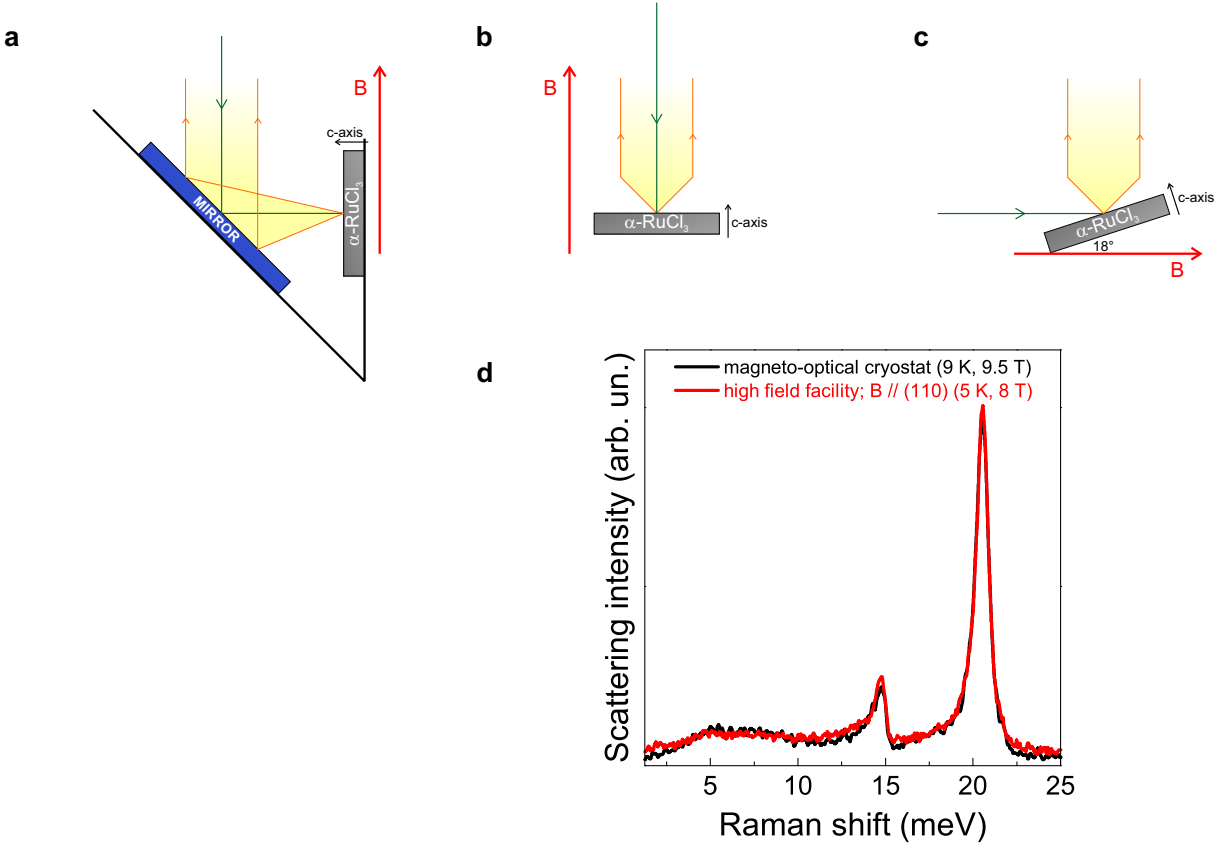 a
B
c-axis
MIRROR
α-RuCl₃
b
B
α-RuCl₃
c-axis
c
c-axis
α-RuCl₃
18°
B
d
magneto-optical cryostat (9 K, 9.5 T)
high field facility; B // (110) (5 K, 8 T)
Scattering intensity (arb. un.)
5 10 15 20 25
Raman shift (meV)